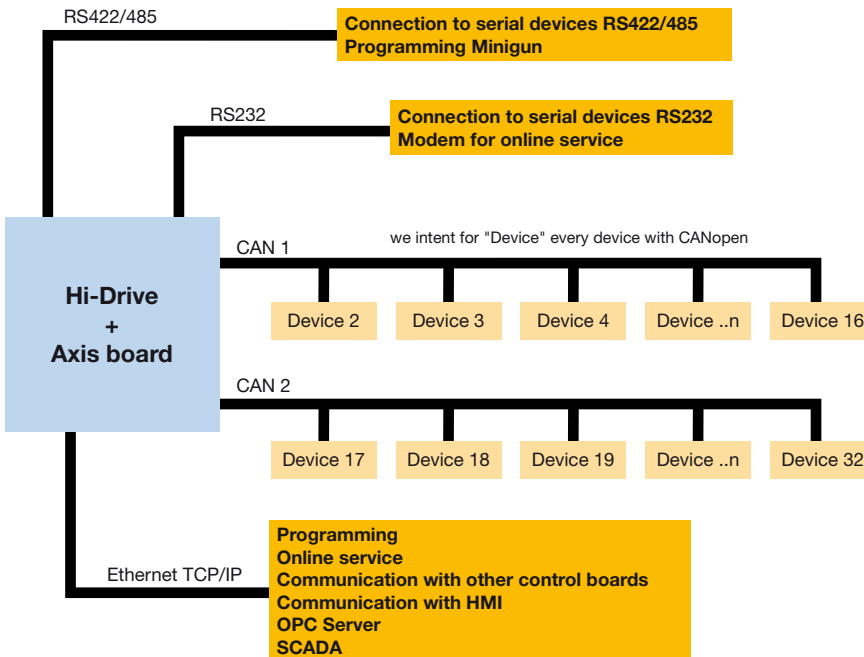 RS422/485
Connection to serial devices RS422/485
Programming Minigun
RS232
Connection to serial devices RS232
Modem for online service
Hi-Drive
+
Axis board
CAN 1
we intent for "Device" every device with CANopen
Device 2
Device 3
Device 4
Device ..n
Device 16
CAN 2
Device 17
Device 18
Device 19
Device ..n
Device 32
Ethernet TCP/IP
Programming
Online service
Communication with other control boards
Communication with HMI
OPC Server
SCADA